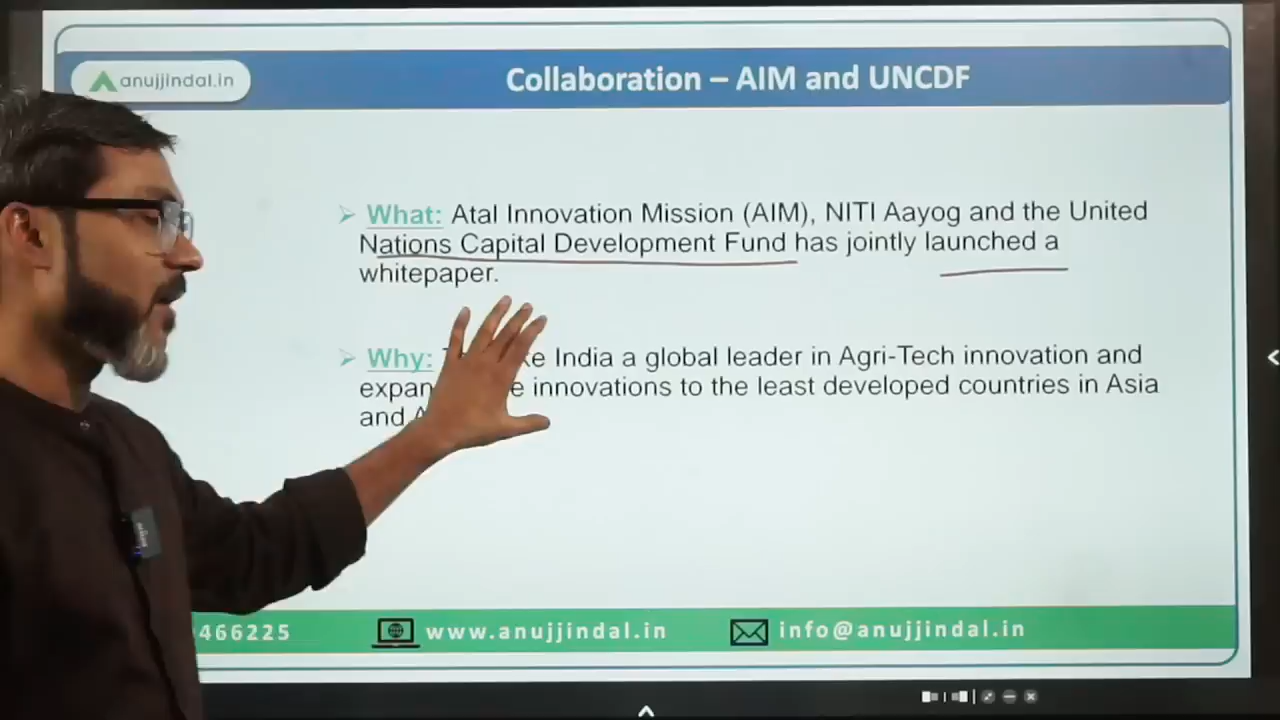 anujjindal.in
Collaboration – AIM and UNCDF
What: Atal Innovation Mission (AIM), NITI Aayog and the United
Nations Capital Development Fund has jointly launched a
whitepaper.
Why: India a global leader in Agri-Tech innovation and
innovations to the least developed countries in Asia
and
466225
www.anujjindal.in
info@anujjindal.in